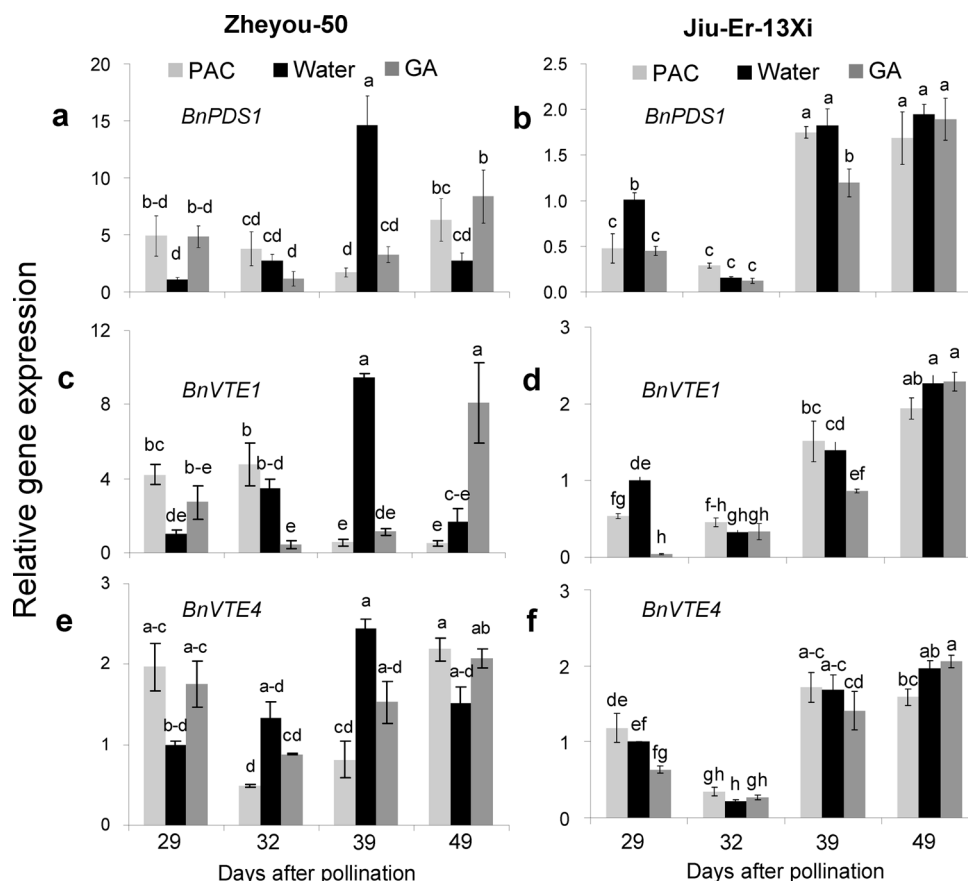 Zheyou-50
Jiu-Er-13Xi
Relative gene expression
a
BnPDS1
PAC Water GA
20
15
10
5
0
b-d d b-d
cd cd d
d a cd
bc cd b
b
BnPDS1
PAC Water GA
2.5
2.0
1.5
1.0
0.5
0.0
c b c
c c c
a a b
a a a
c
BnVTE1
12
8
4
0
bc de b-e
b b-d e
e a de
e c-e a
d
BnVTE1
3
2
1
0
fg de h
f-h gh gh
bc cd ef
ab a a
e
BnVTE4
3
2
1
0
a-c b-d a-c
d a-d cd
cd a a-d
a a-d ab
29 32 39 49
Days after pollination
f
BnVTE4
3
2
1
0
de ef fg
gh h gh
a-c a-c cd
bc ab a
29 32 39 49
Days after pollination